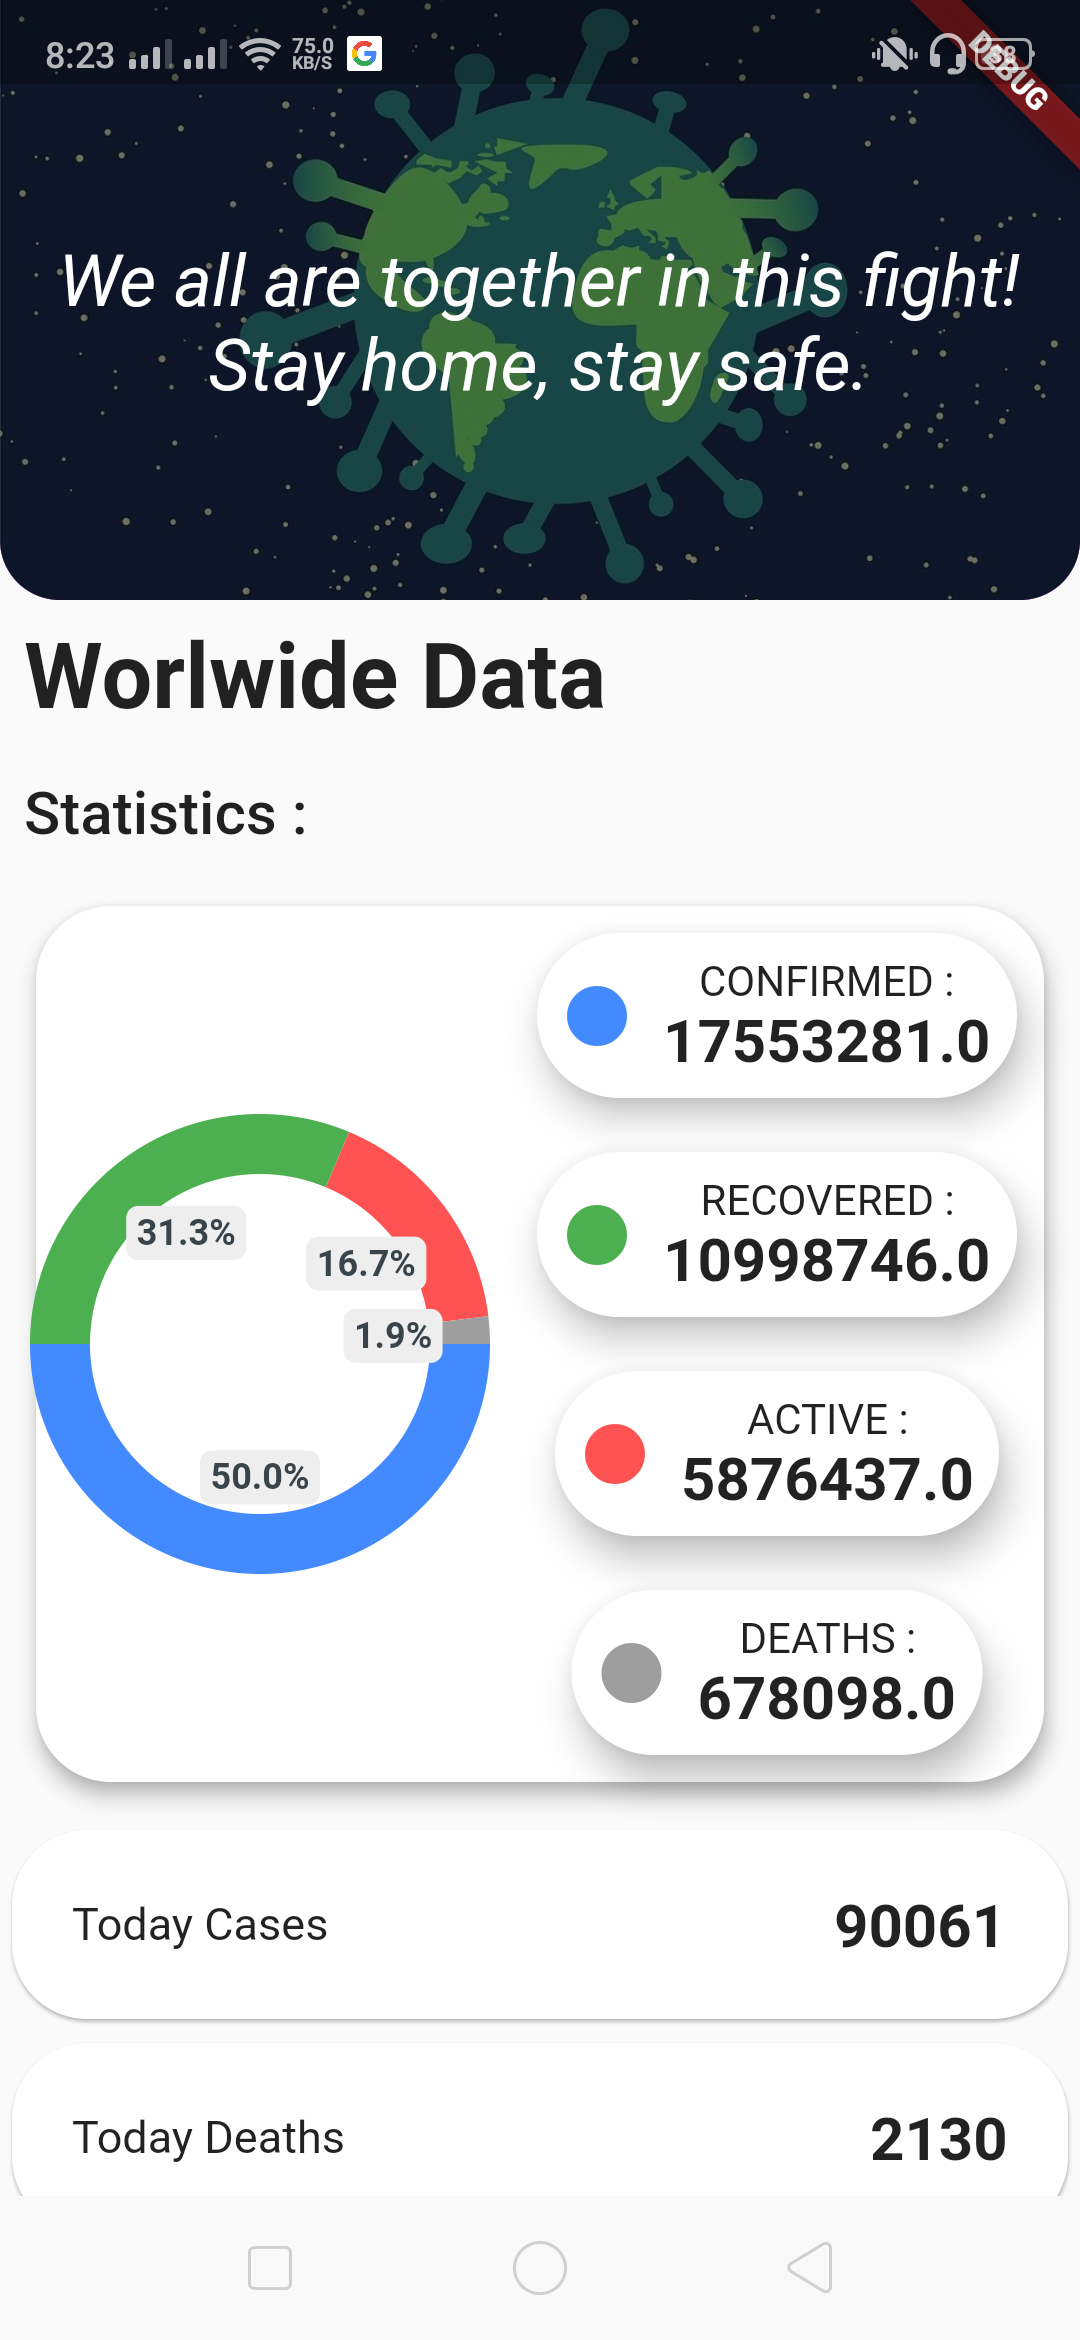 8:23
75.0
KB/S
G
DEBUG
We all are together in this fight!
Stay home, stay safe.
Worlwide Data
Statistics :
CONFIRMED :
17553281.0
RECOVERED :
10998746.0
31.3%
16.7%
1.9%
50.0%
ACTIVE :
5876437.0
DEATHS :
678098.0
Today Cases 90061
Today Deaths 2130